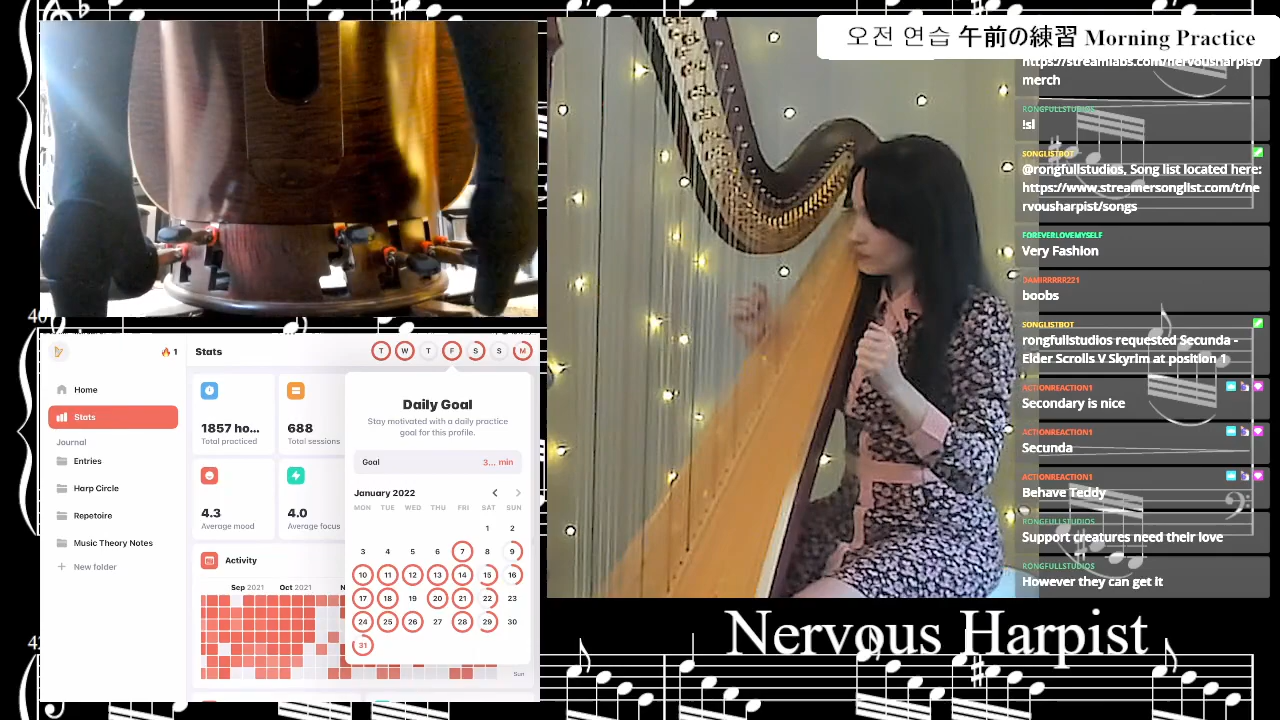 오전 연습 午前の練習 Morning Practice
https://streamlabs.com/nervousharpist/
merch
RONGFULLSTUDIOS
!sl
SONGLISTBOT
@rongfullstudios, Song list located here:
https://www.streamersonglist.com/t/ne
rvousharpist/songs
FOREVERLOVEMYSELF
Very Fashion
DAMIRRRRR221
boobs
SONGLISTBOT
rongfullstudios requested Secunda -
Elder Scrolls V Skyrim at position 1
ACTIONREACTION1
Secondary is nice
ACTIONREACTION1
Secunda
ACTIONREACTION1
Behave Teddy
RONGFULLSTUDIOS
Support creatures need their love
RONGFULLSTUDIOS
However they can get it
Nervous Harpist
1
Home
Stats
Journal
Entries
Harp Circle
Repetoire
Music Theory Notes
New folder
Stats
T W T F S S M
1857 ho...
Total practiced
688
Total sessions
4.3
Average mood
4.0
Average focus
Activity
Sep 2021 Oct 2021 N
Sun
Daily Goal
Stay motivated with a daily practice
goal for this profile.
Goal 3... min
January 2022
MON TUE WED THU FRI SAT SUN
1 2
3 4 5 6 7 8 9
10 11 12 13 14 15 16
17 18 19 20 21 22 23
24 25 26 27 28 29 30
31